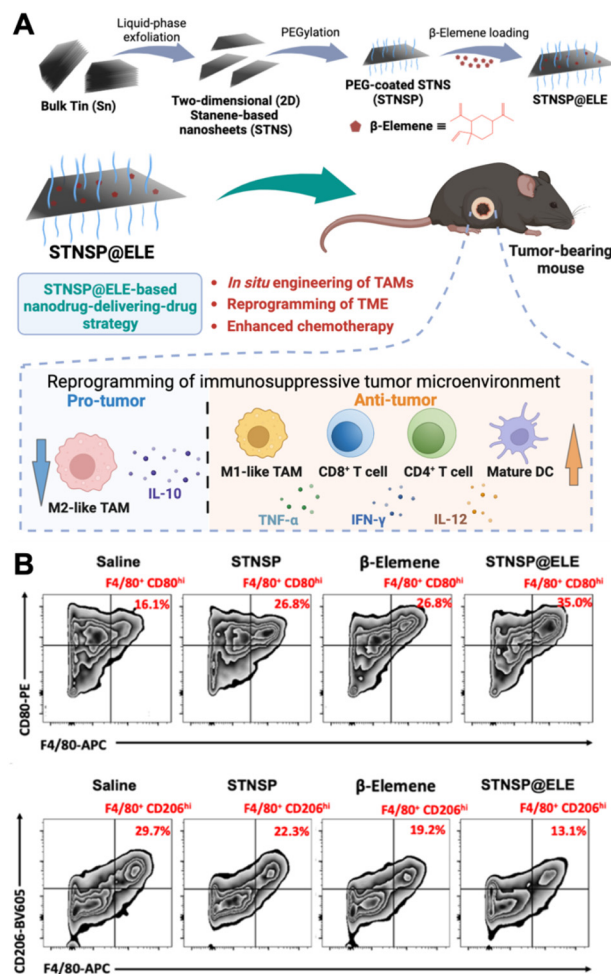 A
Liquid-phase
exfoliation
PEGylation
β-Elemene loading
Bulk Tin (Sn)
Two-dimensional (2D)
Stanene-based
nanosheets (STNS)
PEG-coated STNS
(STNSP)
STNSP@ELE
β-Elemene ≡
STNSP@ELE
Tumor-bearing
mouse
STNSP@ELE-based
nanodrug-delivering-drug
strategy
• In situ engineering of TAMs
• Reprogramming of TME
• Enhanced chemotherapy
Reprogramming of immunosuppressive tumor microenvironment
Pro-tumor
Anti-tumor
M2-like TAM
IL-10
M1-like TAM
CD8⁺ T cell
CD4⁺ T cell
Mature DC
TNF-α
IFN-γ
IL-12
B
Saline
STNSP
β-Elemene
STNSP@ELE
F4/80⁺ CD80ʰⁱ
16.1%
F4/80⁺ CD80ʰⁱ
26.8%
F4/80⁺ CD80ʰⁱ
26.8%
F4/80⁺ CD80ʰⁱ
35.0%
CD80-PE
F4/80-APC
Saline
STNSP
β-Elemene
STNSP@ELE
F4/80⁺ CD206ʰⁱ
29.7%
F4/80⁺ CD206ʰⁱ
22.3%
F4/80⁺ CD206ʰⁱ
19.2%
F4/80⁺ CD206ʰⁱ
13.1%
CD206-BV605
F4/80-APC